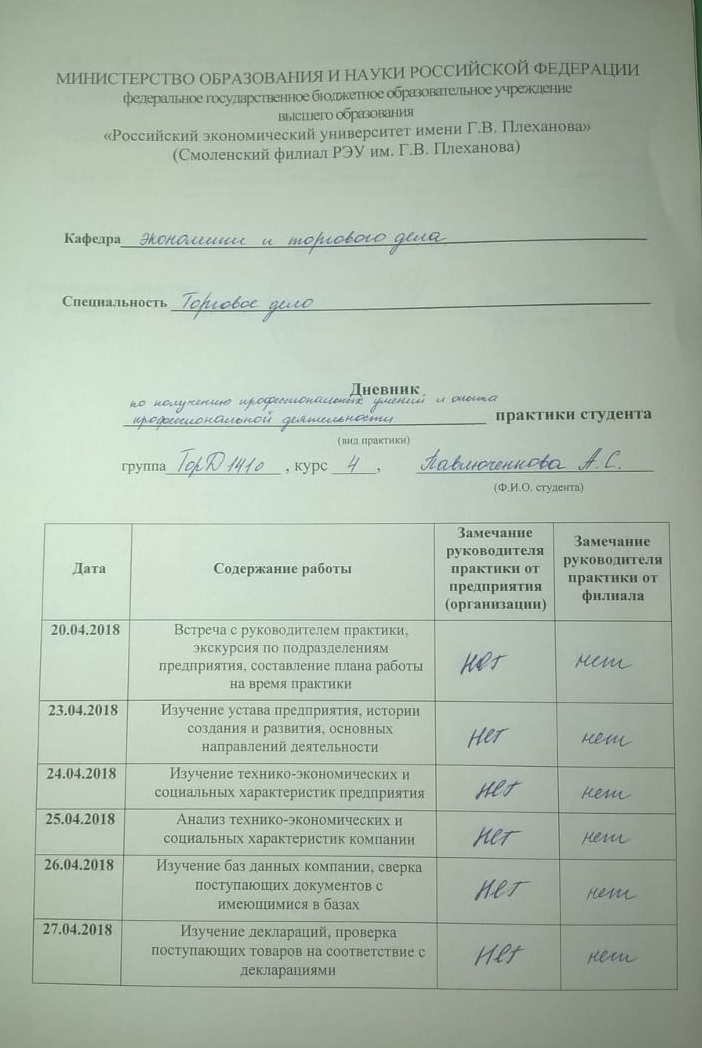 МИНИСТЕРСТВО ОБРАЗОВАНИЯ И НАУКИ РОССИЙСКОЙ ФЕДЕРАЦИИ
федеральное государственное бюджетное образовательное учреждение
высшего образования
«Российский экономический университет имени Г.В. Плеханова»
(Смоленский филиал РЭУ им. Г.В. Плеханова)
Кафедра экономики и торгового дела
Специальность Торговое дело
Дневник
по получению профессиональных умений и опыта
профессиональной деятельности практики студента
(вид практики)
группа ТорД 141о , курс 4 , Павлюченкова А.С.
(Ф.И.О. студента)
Дата
Содержание работы
Замечание
руководителя
практики от
предприятия
(организации)
Замечание
руководителя
практики от
филиала
20.04.2018
Встреча с руководителем практики,
экскурсия по подразделениям
предприятия, составление плана работы
на время практики
нет
нет
23.04.2018
Изучение устава предприятия, истории
создания и развития, основных
направлений деятельности
нет
нет
24.04.2018
Изучение технико-экономических и
социальных характеристик предприятия
нет
нет
25.04.2018
Анализ технико-экономических и
социальных характеристик компании
нет
нет
26.04.2018
Изучение баз данных компании, сверка
поступающих документов с
имеющимися в базах
нет
нет
27.04.2018
Изучение деклараций, проверка
поступающих товаров на соответствие с
декларациями
нет
нет